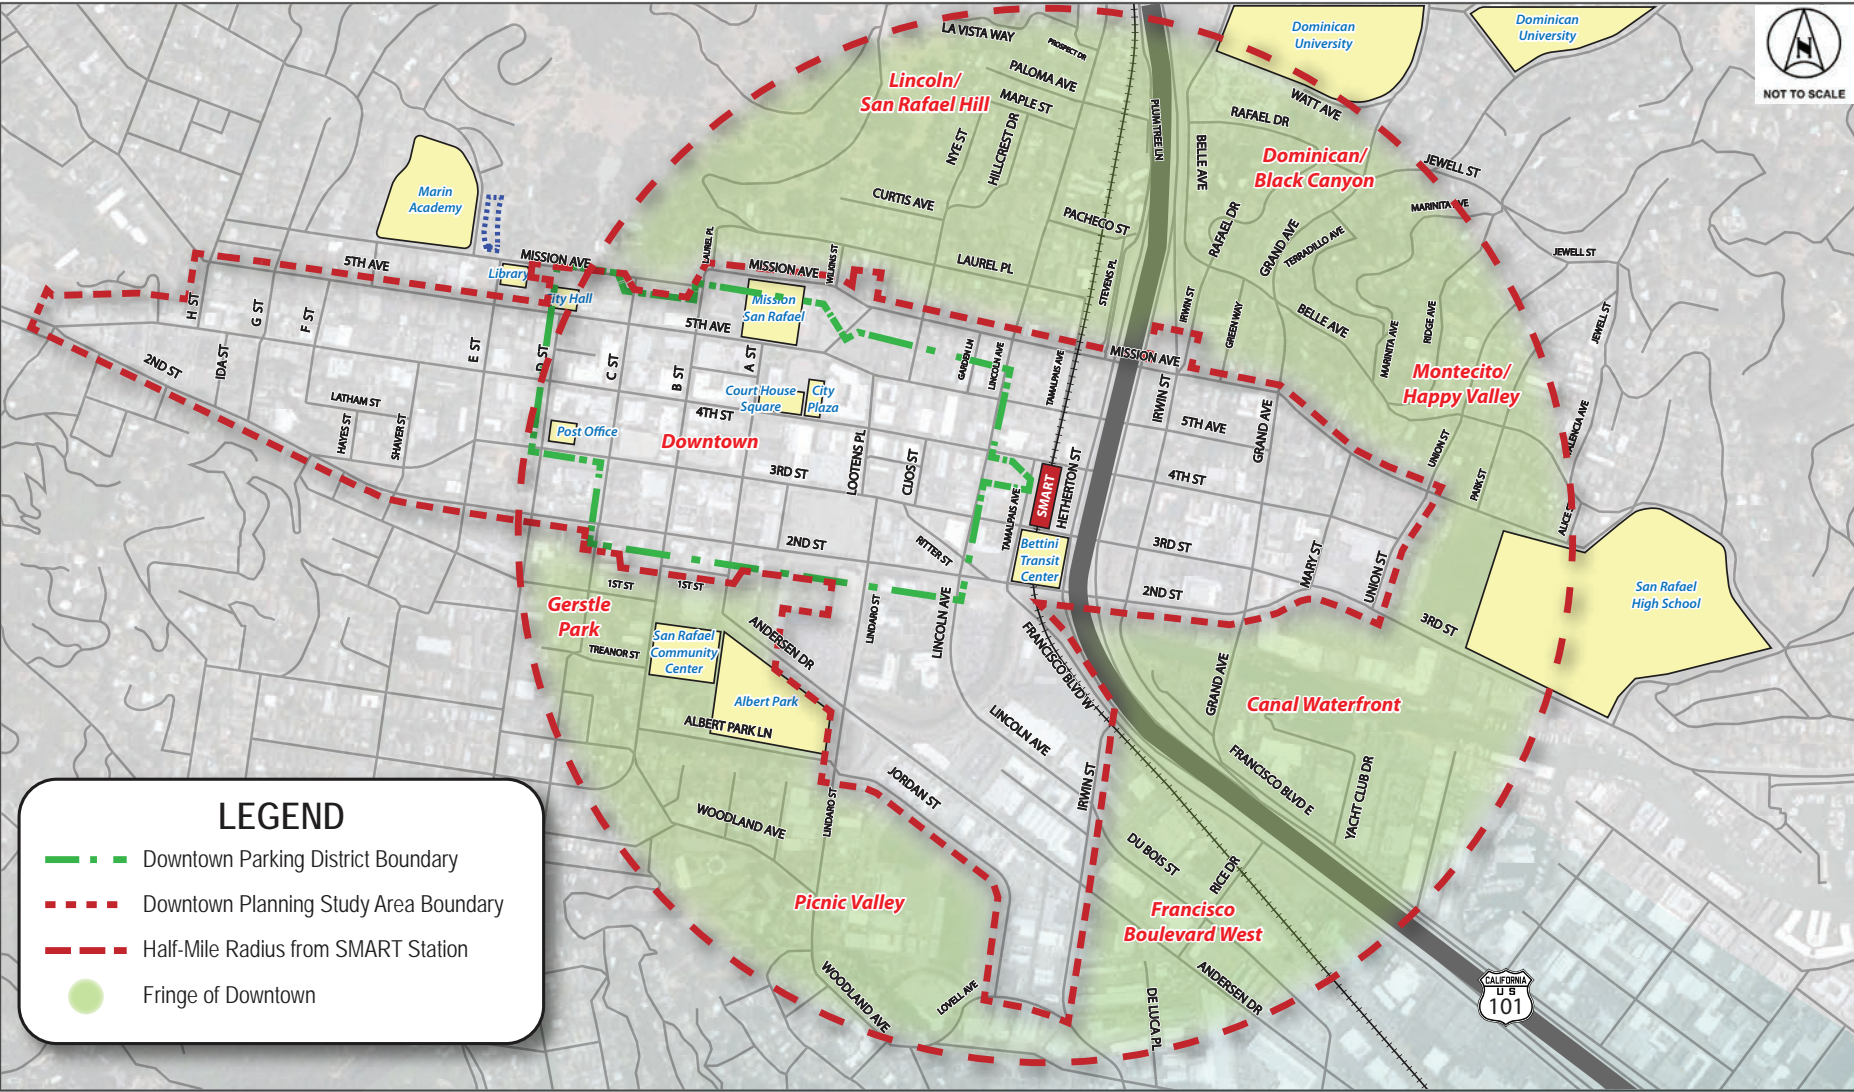 LA VISTA WAY
PROSPECT DR
PALOMA AVE
MAPLE ST
Lincoln/
San Rafael Hill
NYE ST
HILLCREST DR
CURTIS AVE
PACHECO ST
LAUREL PL
STEVENS PL
PLUMTREE LN
BELLE AVE
Dominican
University
Dominican
University
N
NOT TO SCALE
WATT AVE
RAFAEL DR
Dominican/
Black Canyon
JEWELL ST
MARINITA AVE
RAFAEL DR
GRAND AVE
TERRADILLO AVE
JEWELL ST
JEWELL ST
IRWIN ST
GREEN WAY
BELLE AVE
MARINITA AVE
RIDGE AVE
Montecito/
Happy Valley
Marin
Academy
Library
MISSION AVE
LAUREL PL
MISSION AVE
WILKINS ST
5TH AVE
City Hall
Mission
San Rafael
5TH AVE
H ST
G ST
F ST
E ST
D ST
C ST
B ST
A ST
IDA ST
2ND ST
LATHAM ST
HAYES ST
SHAVER ST
Post Office
Court House
Square
City
Plaza
4TH ST
Downtown
3RD ST
LOOTENS PL
CIJOS ST
GARDEN LN
LINCOLN AVE
TAMALPAIS AVE
MISSION AVE
IRWIN ST
5TH AVE
GRAND AVE
4TH ST
UNION ST
PARK ST
VALENCIA AVE
ALICE ST
SMART
HETHERTON ST
TAMALPAIS AVE
Bettini
Transit
Center
2ND ST
RITTER ST
3RD ST
MARY ST
UNION ST
2ND ST
3RD ST
San Rafael
High School
1ST ST
1ST ST
Gerstle
Park
TREANOR ST
San Rafael
Community
Center
ANDERSEN DR
LINDARO ST
LINCOLN AVE
FRANCISCO BLVD W
Albert Park
ALBERT PARK LN
LINCOLN AVE
GRAND AVE
Canal Waterfront
FRANCISCO BLVD E
YACHT CLUB DR
JORDAN ST
IRWIN ST
WOODLAND AVE
LINDARO ST
DU BOIS ST
RICE DR
Picnic Valley
Francisco
Boulevard West
WOODLAND AVE
LOVELL AVE
ANDERSEN DR
DE LUCA PL
CALIFORNIA
U S
101
LEGEND
Downtown Parking District Boundary
Downtown Planning Study Area Boundary
Half-Mile Radius from SMART Station
Fringe of Downtown